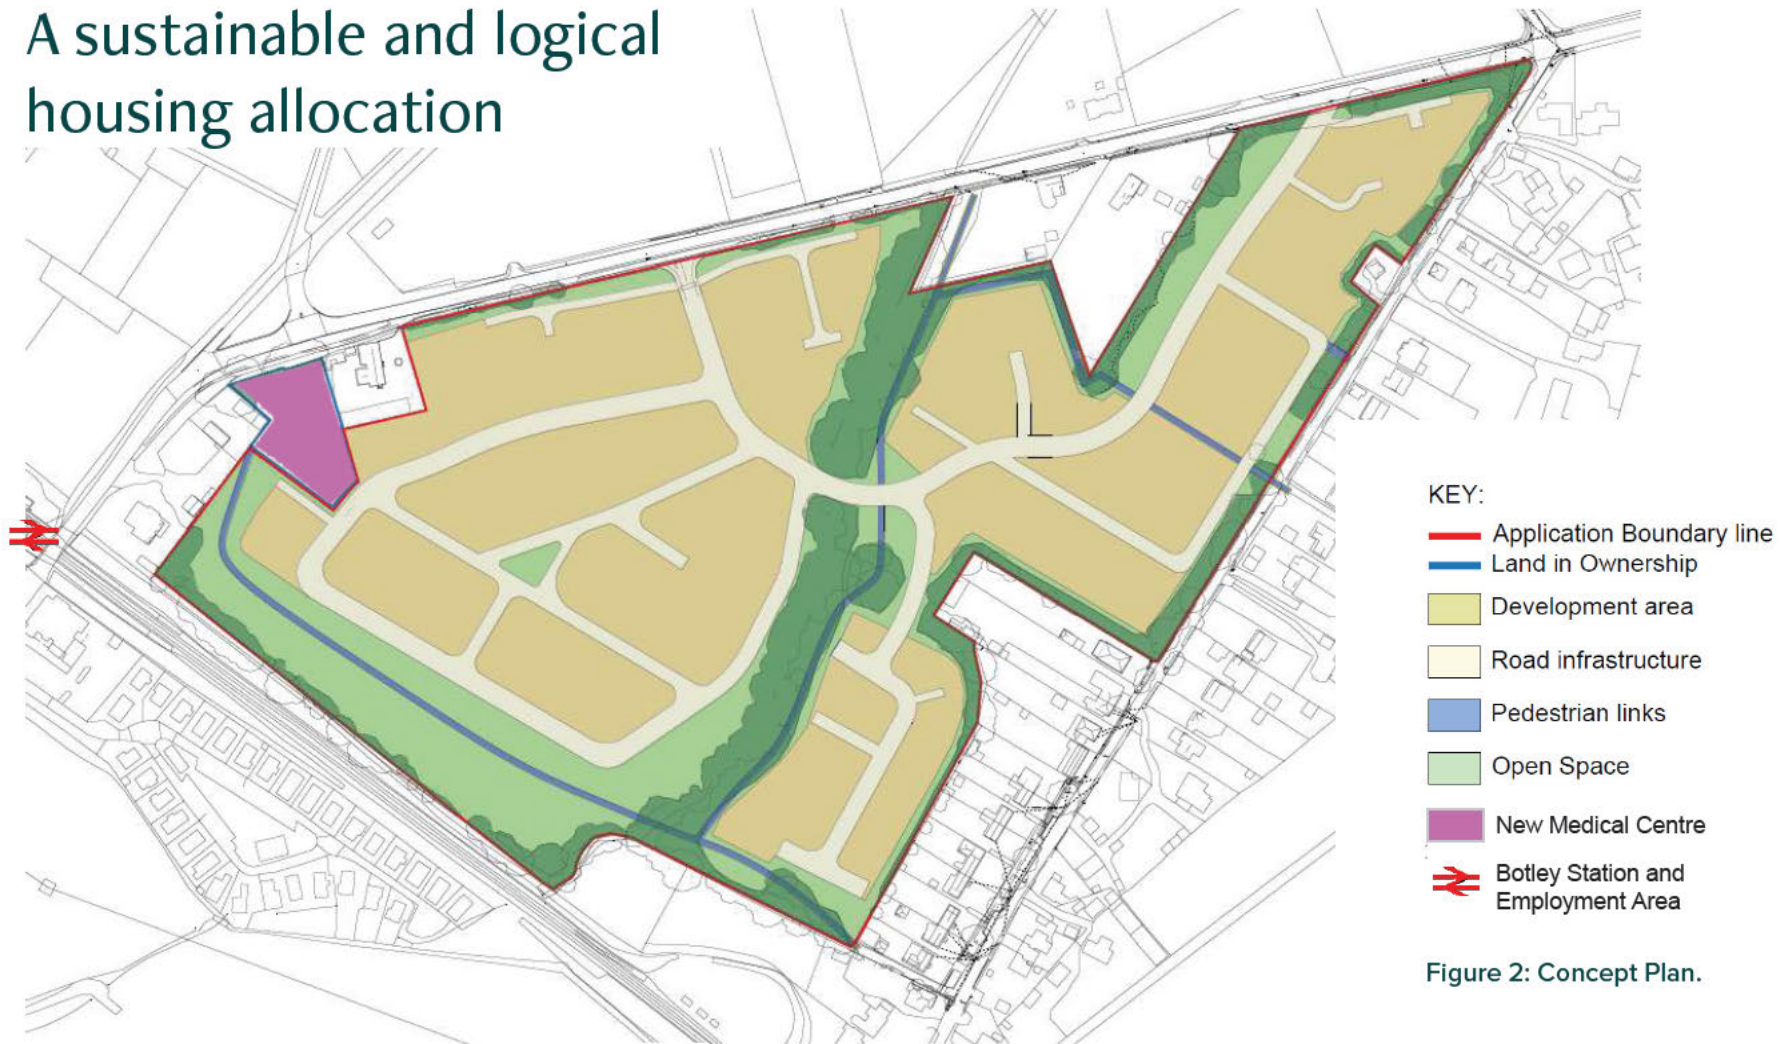 A sustainable and logical
housing allocation
KEY:
Application Boundary line
Land in Ownership
Development area
Road infrastructure
Pedestrian links
Open Space
New Medical Centre
Botley Station and
Employment Area
Figure 2: Concept Plan.